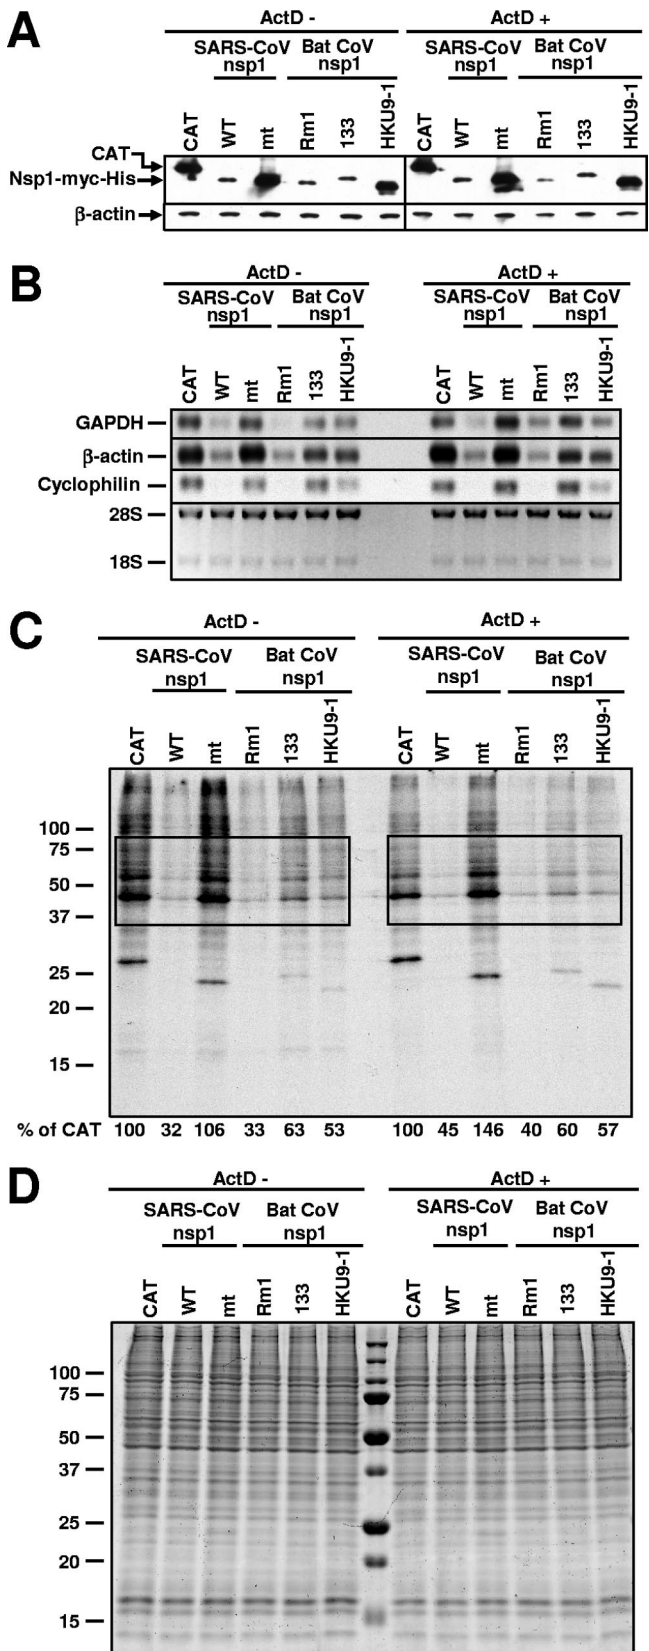 A
ActD - ActD +
SARS-CoV nsp1 Bat CoV nsp1 SARS-CoV nsp1 Bat CoV nsp1
CAT WT mt Rm1 133 HKU9-1 CAT WT mt Rm1 133 HKU9-1
CAT
Nsp1-myc-His
β-actin
B
ActD - ActD +
SARS-CoV nsp1 Bat CoV nsp1 SARS-CoV nsp1 Bat CoV nsp1
CAT WT mt Rm1 133 HKU9-1 CAT WT mt Rm1 133 HKU9-1
GAPDH
β-actin
Cyclophilin
28S
18S
C
ActD - ActD +
SARS-CoV nsp1 Bat CoV nsp1 SARS-CoV nsp1 Bat CoV nsp1
CAT WT mt Rm1 133 HKU9-1 CAT WT mt Rm1 133 HKU9-1
100
75
50
37
25
20
15
% of CAT 100 32 106 33 63 53 100 45 146 40 60 57
D
ActD - ActD +
SARS-CoV nsp1 Bat CoV nsp1 SARS-CoV nsp1 Bat CoV nsp1
CAT WT mt Rm1 133 HKU9-1 CAT WT mt Rm1 133 HKU9-1
100
75
50
37
25
20
15